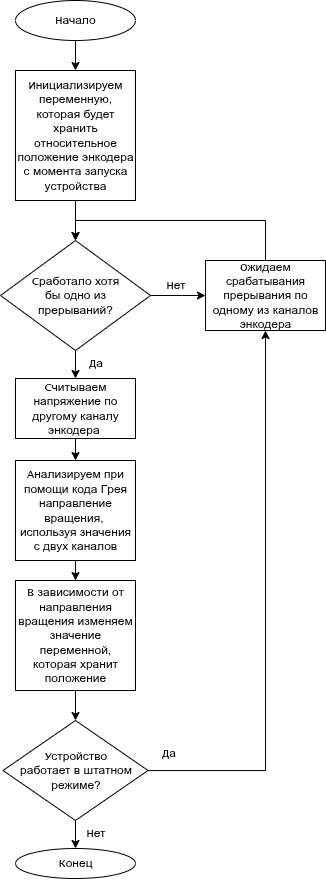 Начало
Инициализируем
переменную,
которая будет
хранить
относительное
положение энкодера
с момента запуска
устройства
Сработало хотя
бы одно из
прерываний?
Нет
Ожидаем
срабатывания
прерывания по
одному из каналов
энкодера
Да
Считываем
напряжение по
другому каналу
энкодера
Анализируем при
помощи кода Грея
направление
вращения,
используя значения
с двух каналов
В зависимости от
направления
вращения изменяем
значение
переменной,
которая хранит
положение
Устройство
работает в штатном
режиме?
Да
Нет
Конец